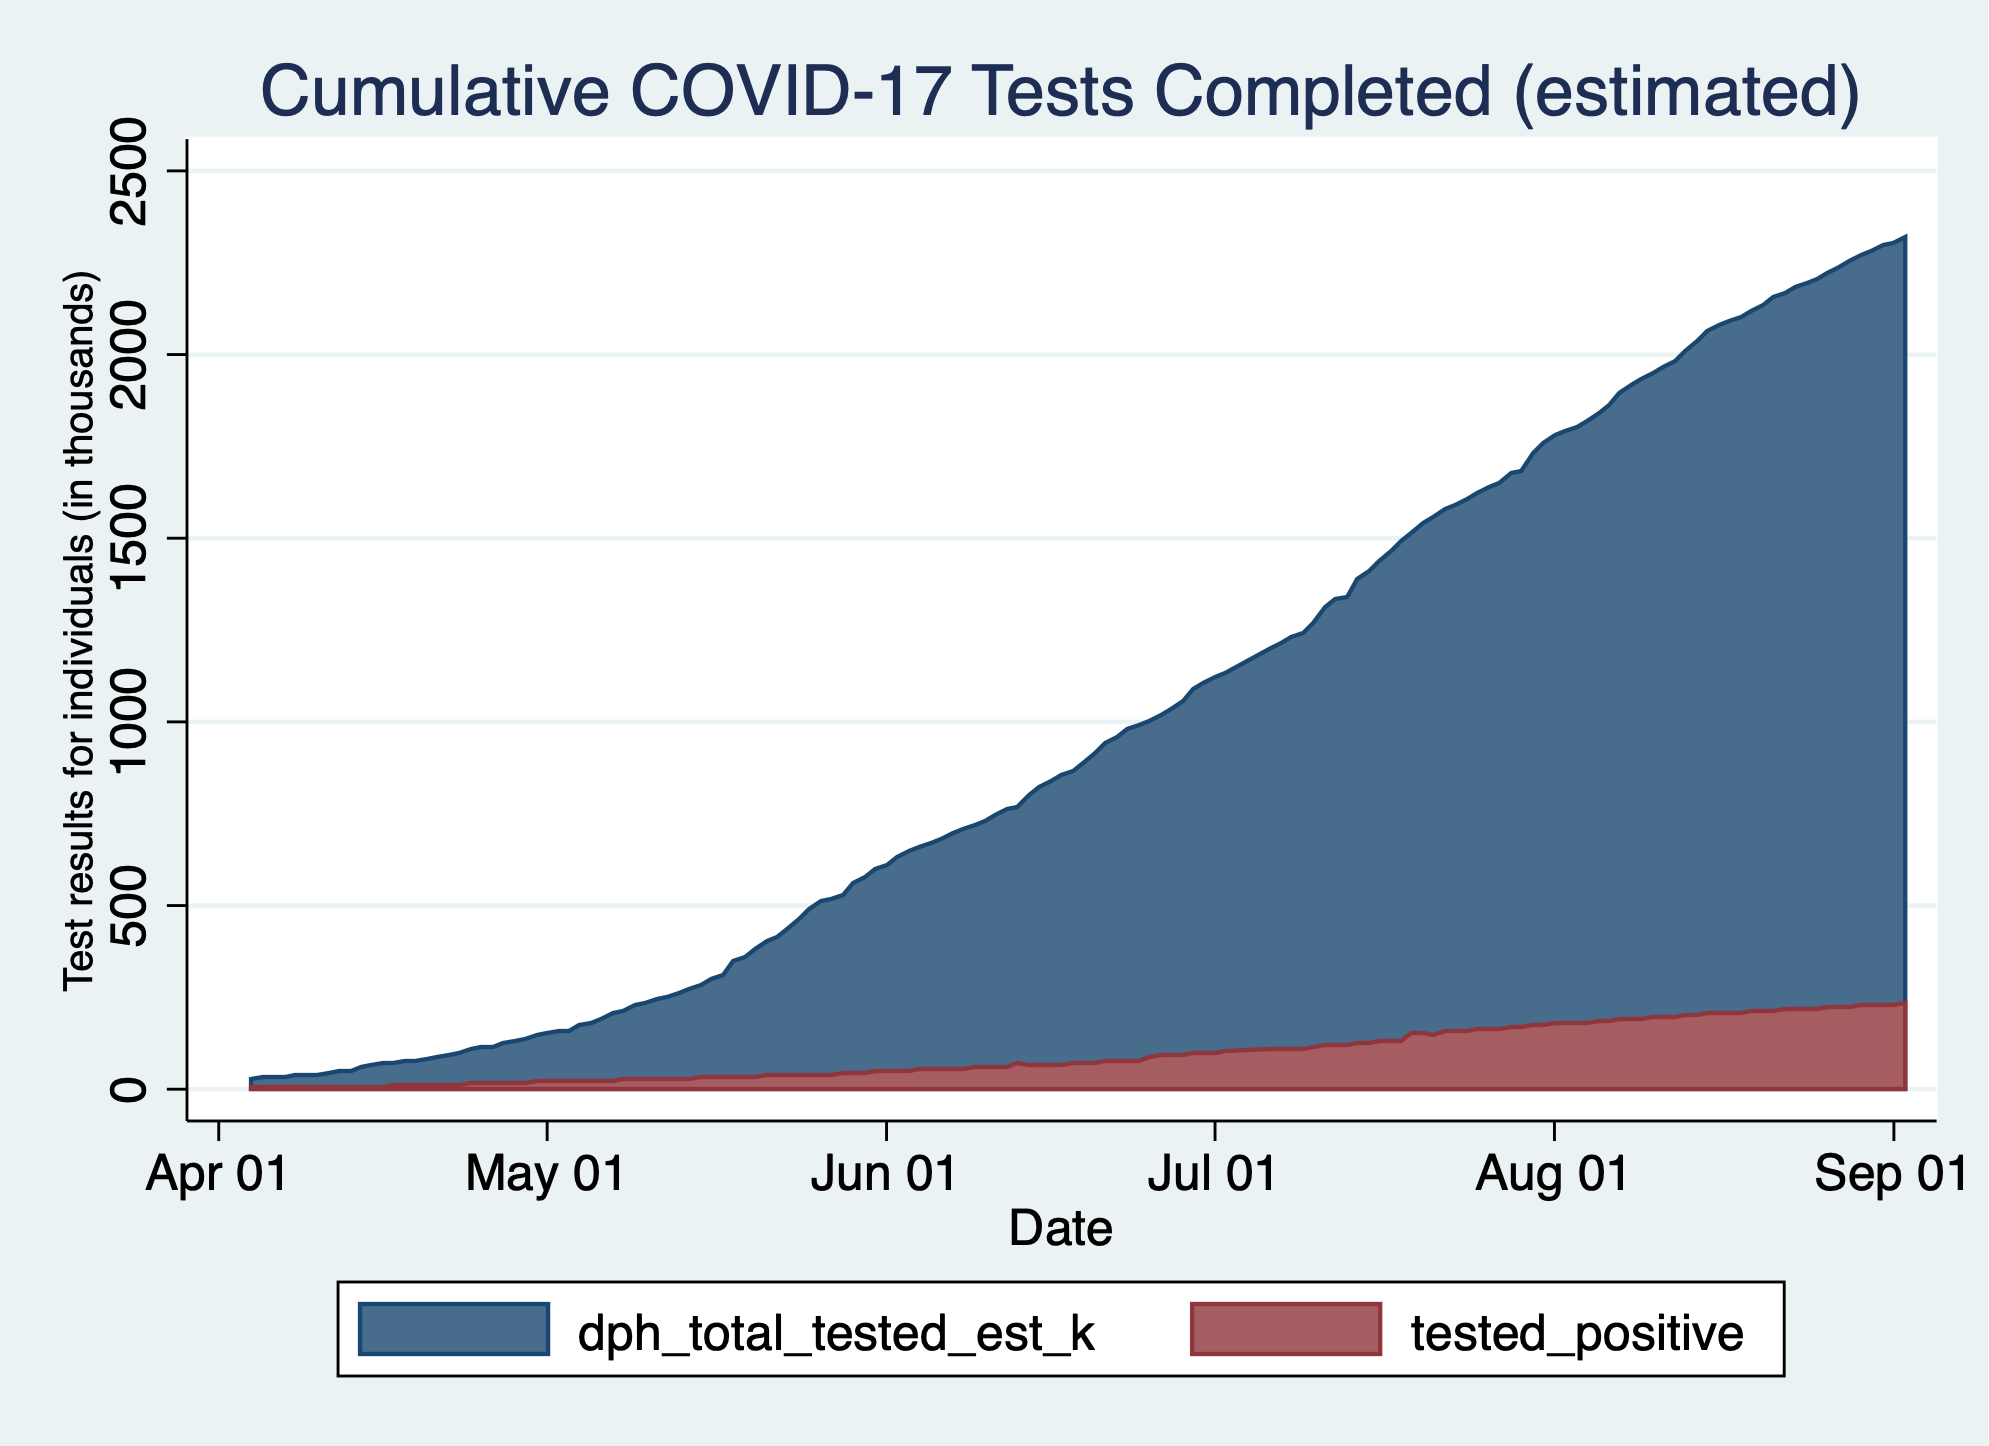 Cumulative COVID-17 Tests Completed (estimated)
Test results for individuals (in thousands)
2500
2000
1500
1000
500
0
Apr 01 May 01 Jun 01 Jul 01 Aug 01 Sep 01
Date
dph_total_tested_est_k tested_positive